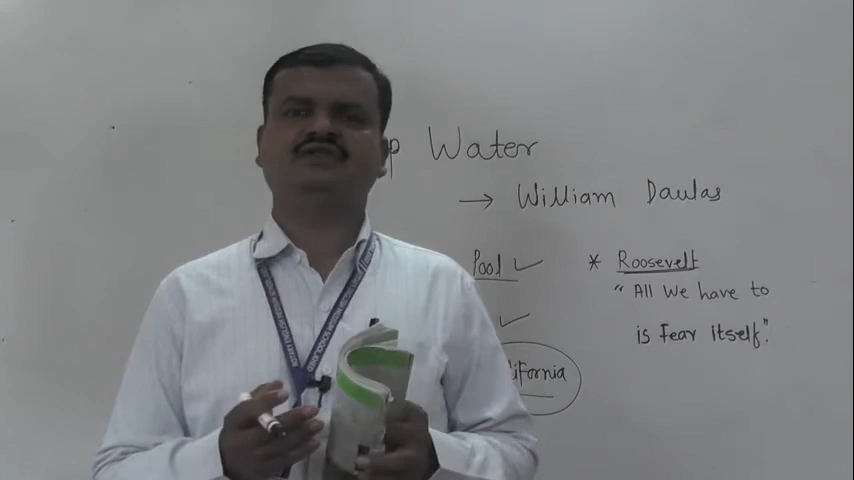 p Water
→ William Daulas
Pool ✓
* Roosevelt
" All We have to
✓
is Fear itself".
lifornia